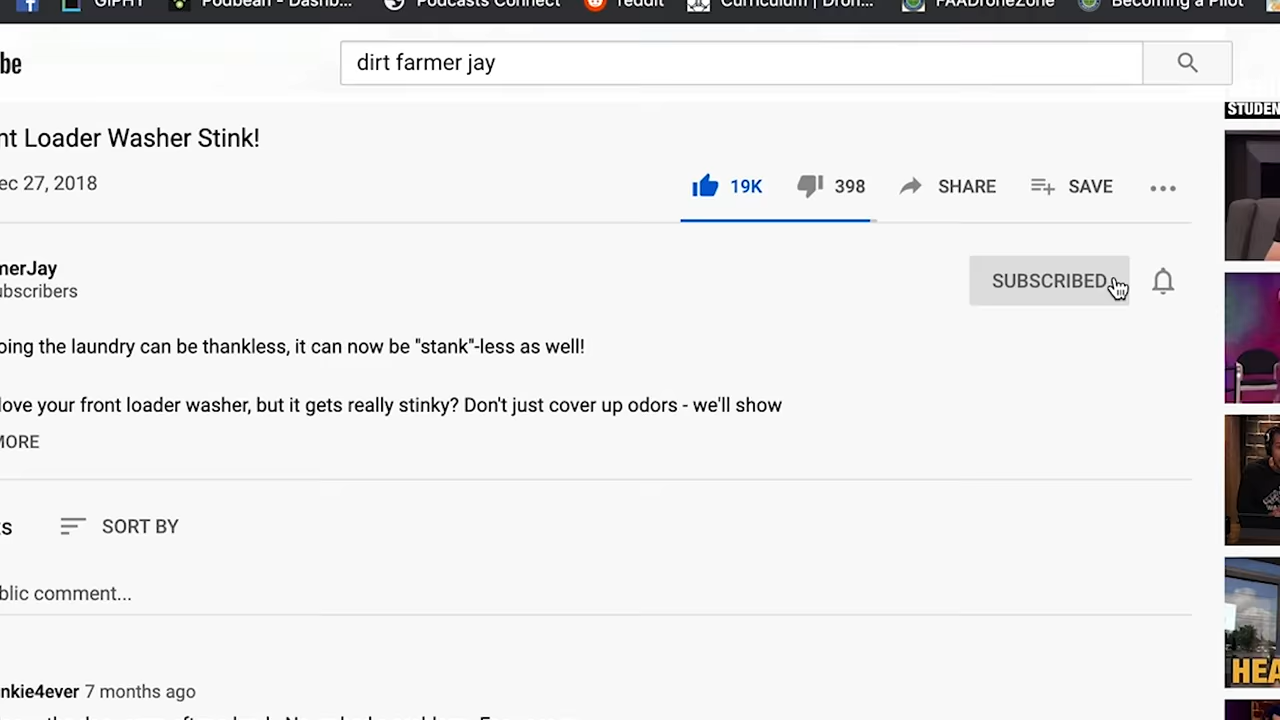 GIPHY
Podbean - Dashb...
Podcasts Connect
reddit
Curriculum | Dron...
FAADroneZone
Becoming a Pilot
be
dirt farmer jay
STUDEN
nt Loader Washer Stink!
ec 27, 2018
19K
398
SHARE
SAVE
merJay
ubscribers
SUBSCRIBED
oing the laundry can be thankless, it can now be "stank"-less as well!
love your front loader washer, but it gets really stinky? Don't just cover up odors - we'll show
MORE
ts
SORT BY
blic comment...
HEA
nkie4ever 7 months ago